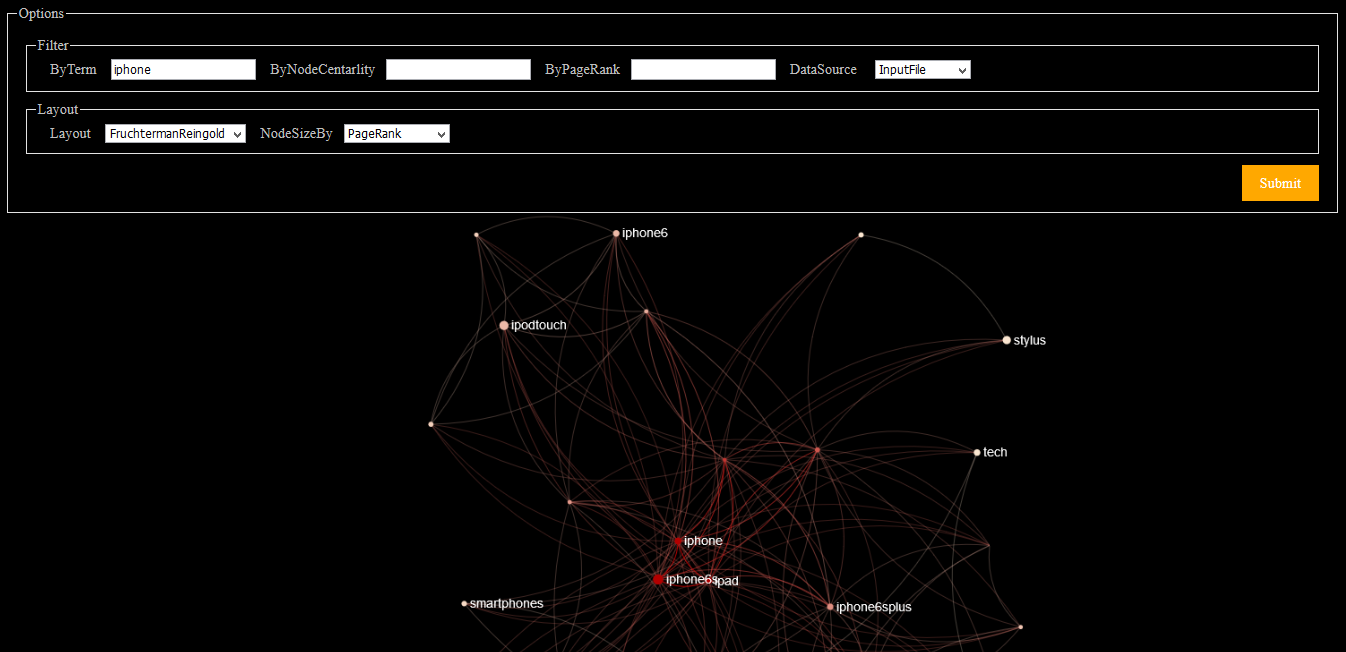 Options
Filter
ByTerm iphone ByNodeCentarlity ByPageRank DataSource InputFile
Layout
Layout FruchtermanReingold NodeSizeBy PageRank
Submit
iphone6
ipodtouch
stylus
tech
iphone
iphone6s ipad
smartphones
iphone6splus